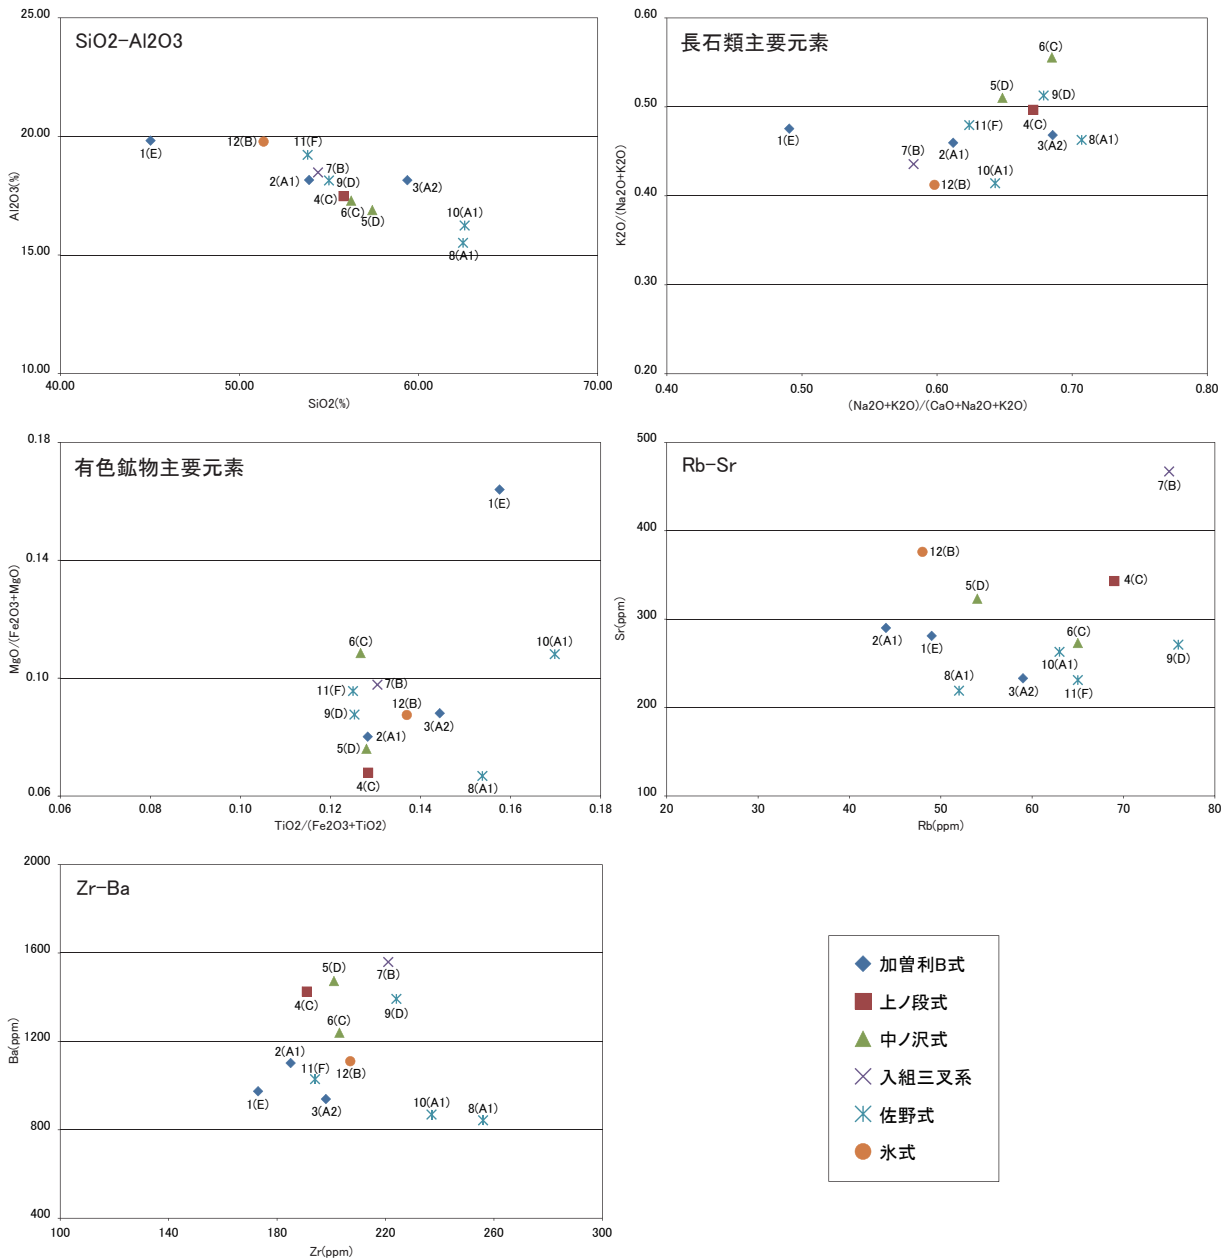 SiO2-Al2O3
25.00
20.00
15.00
10.00
Al2O3(%)
1(E)
12(B)
11(F)
7(B)
2(A1)
9(D)
3(A2)
4(C)
6(C)
5(D)
10(A1)
8(A1)
40.00
50.00
60.00
70.00
SiO2(%)
長石類主要元素
0.60
0.50
0.40
0.30
0.20
K2O/(Na2O+K2O)
6(C)
5(D)
9(D)
4(C)
11(F)
1(E)
3(A2)
8(A1)
7(B)
2(A1)
10(A1)
12(B)
0.40
0.50
0.60
0.70
0.80
(Na2O+K2O)/(CaO+Na2O+K2O)
有色鉱物主要元素
0.18
0.14
0.10
0.06
MgO/(Fe2O3+MgO)
1(E)
6(C)
10(A1)
11(F)
7(B)
9(D)
12(B)
3(A2)
2(A1)
5(D)
4(C)
8(A1)
0.06
0.08
0.10
0.12
0.14
0.16
0.18
TiO2/(Fe2O3+TiO2)
Rb-Sr
500
400
300
200
100
Sr(ppm)
7(B)
12(B)
4(C)
5(D)
2(A1)
1(E)
6(C)
10(A1)
9(D)
8(A1)
3(A2)
11(F)
20
30
40
50
60
70
80
Rb(ppm)
Zr-Ba
2000
1600
1200
800
400
Ba(ppm)
5(D)
7(B)
4(C)
9(D)
6(C)
2(A1)
11(F)
12(B)
1(E)
3(A2)
10(A1)
8(A1)
100
140
180
220
260
300
Zr(ppm)
加曽利B式
上ノ段式
中ノ沢式
入組三叉系
佐野式
氷式